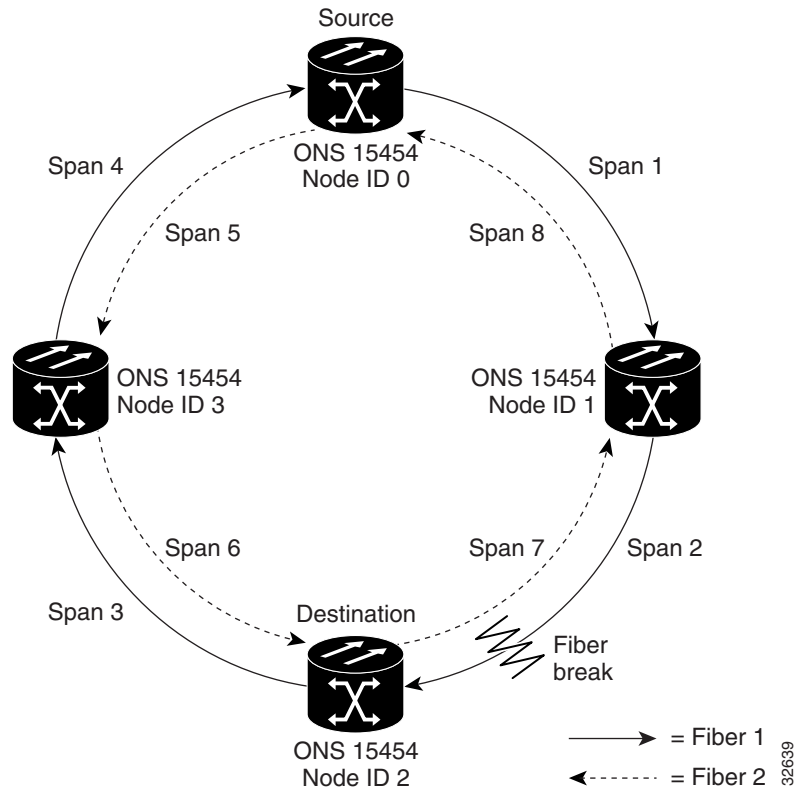 Source
ONS 15454
Node ID 0
Span 4
Span 1
Span 5
Span 8
ONS 15454
Node ID 3
ONS 15454
Node ID 1
Span 6
Span 7
Span 2
Span 3
Destination
Fiber
break
ONS 15454
Node ID 2
= Fiber 1
= Fiber 2
32639